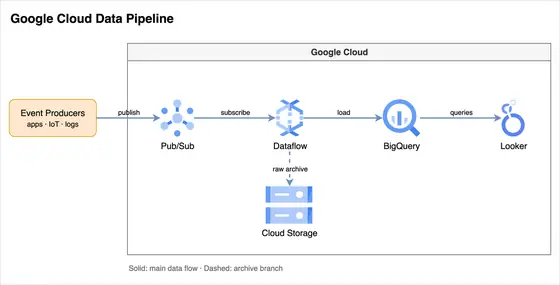 Google Cloud Data Pipeline
Google Cloud
Event Producers
apps · IoT · logs
publish
Pub/Sub
subscribe
Dataflow
load
BigQuery
queries
Looker
raw archive
Cloud Storage
Solid: main data flow · Dashed: archive branch